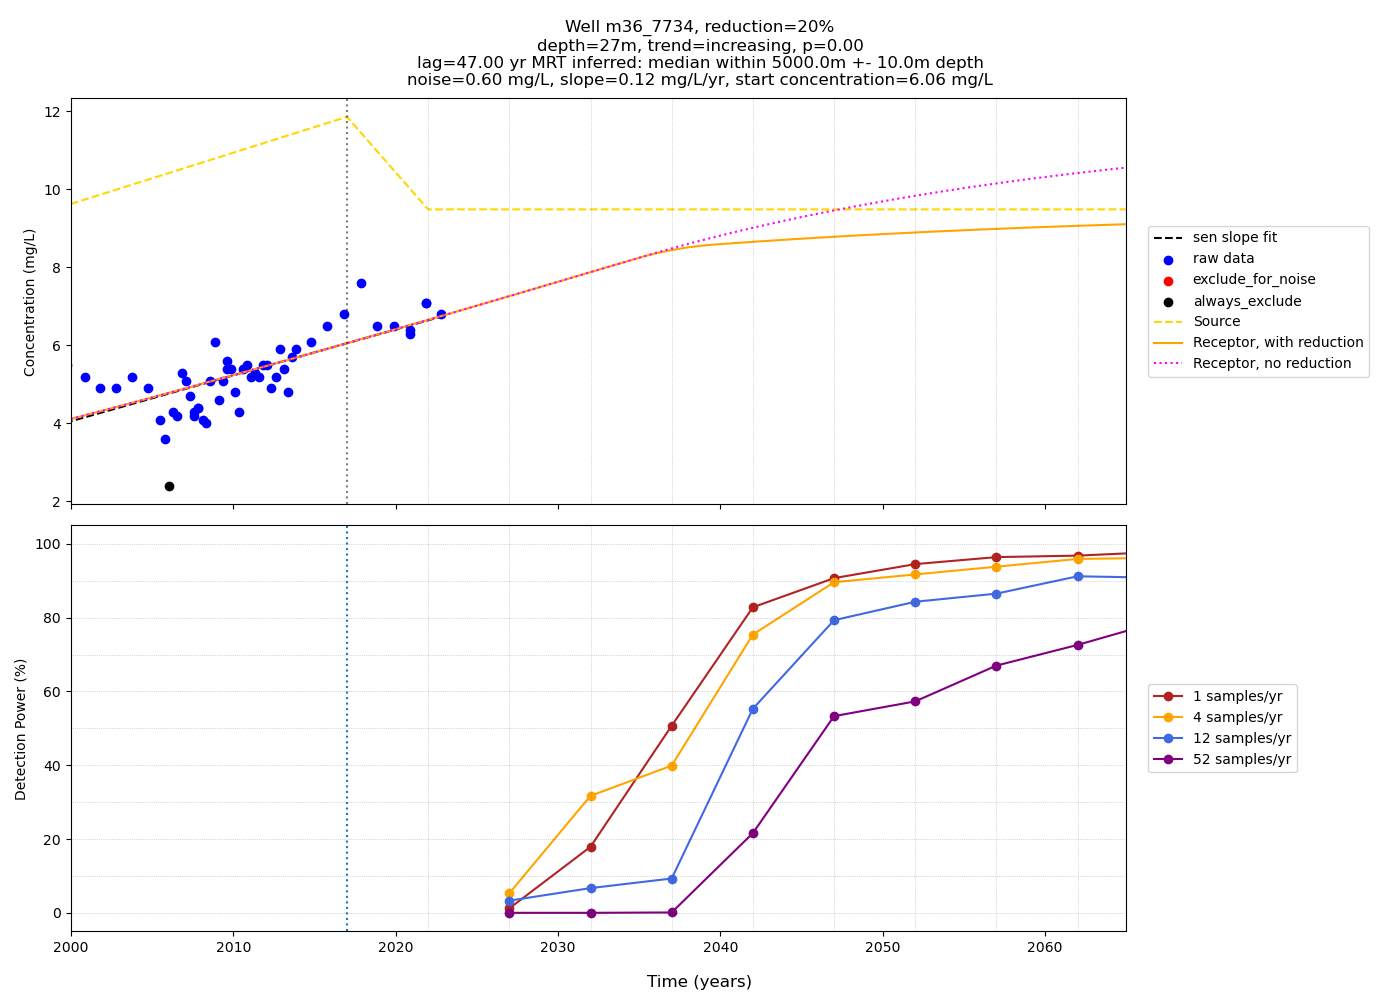 Well m36_7734, reduction=20%
depth=27m, trend=increasing, p=0.00
lag=47.00 yr MRT inferred: median within 5000.0m +- 10.0m depth
noise=0.60 mg/L, slope=0.12 mg/L/yr, start concentration=6.06 mg/L
12
10
8
6
4
2
Concentration (mg/L)
sen slope fit
raw data
exclude_for_noise
always_exclude
Source
Receptor, with reduction
Receptor, no reduction
100
80
60
40
20
0
Detection Power (%)
1 samples/yr
4 samples/yr
12 samples/yr
52 samples/yr
2000 2010 2020 2030 2040 2050 2060
Time (years)